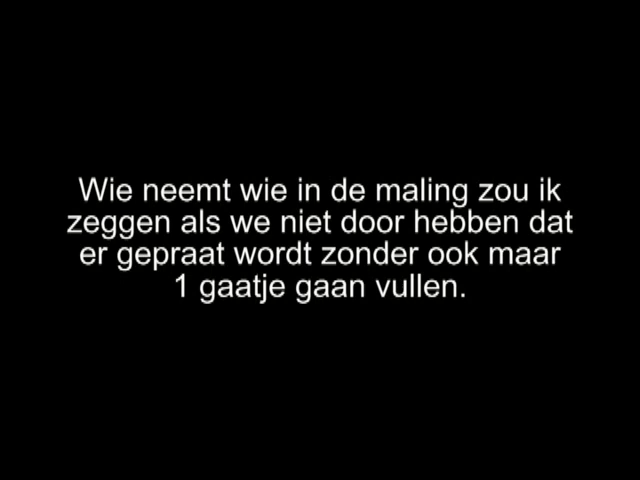 Wie neemt wie in de maling zou ik
zeggen als we niet door hebben dat
er gepraat wordt zonder ook maar
1 gaatje gaan vullen.